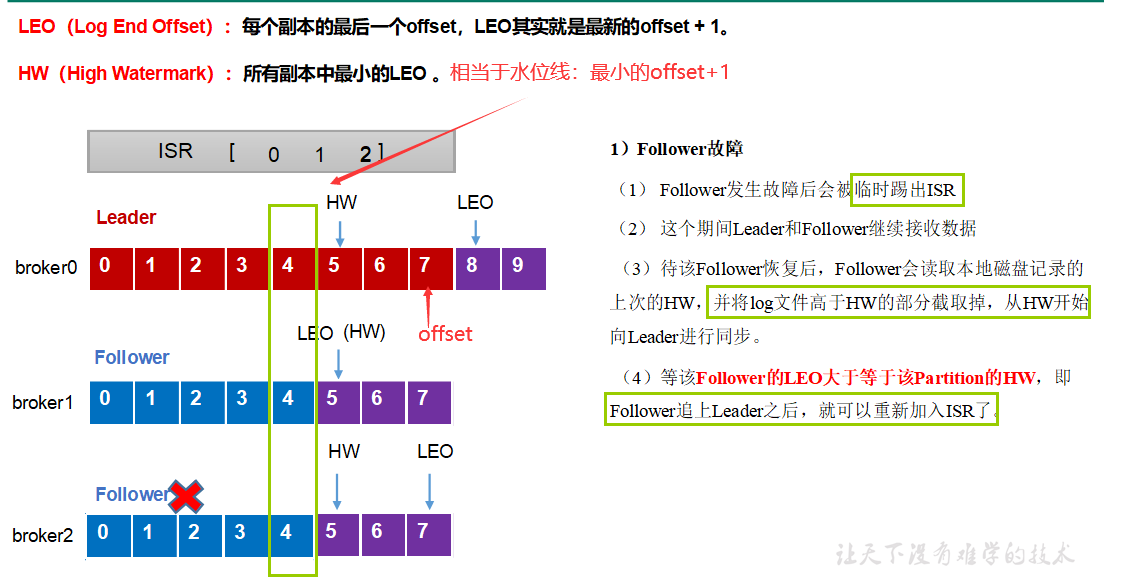 LEO（Log End Offset）：每个副本的最后一个offset，LEO其实就是最新的offset + 1。
HW（High Watermark）：所有副本中最小的LEO 。相当于水位线：最小的offset+1
ISR [ 0 1 2 ]
HW LEO
Leader
broker0 0 1 2 3 4 5 6 7 8 9
offset
LEO（HW)
Follower
broker1 0 1 2 3 4 5 6 7
HW LEO
Follower
broker2 0 1 2 3 4 5 6 7
1）Follower故障
（1） Follower发生故障后会被临时踢出ISR
（2） 这个期间Leader和Follower继续接收数据
（3）待该Follower恢复后，Follower会读取本地磁盘记录的
上次的HW，并将log文件高于HW的部分截取掉，从HW开始
向Leader进行同步。
（4）等该Follower的LEO大于等于该Partition的HW，即
Follower追上Leader之后，就可以重新加入ISR了。
让天下没有难学的技术